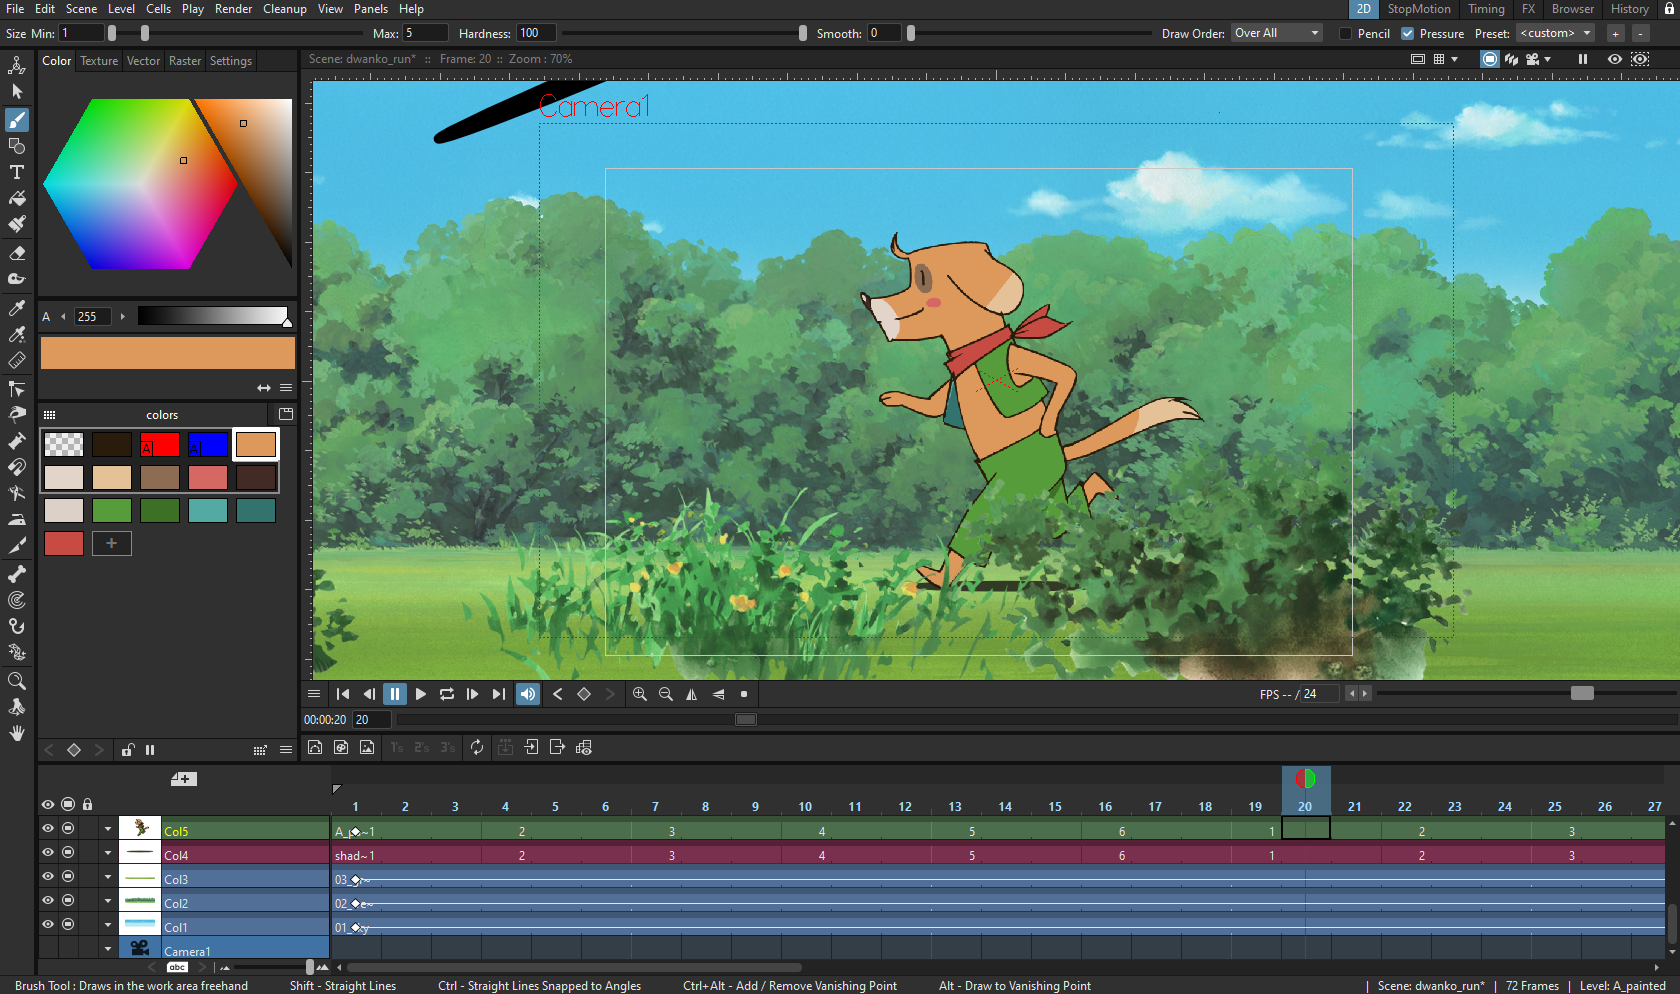 File Edit Scene Level Cells Play Render Cleanup View Panels Help 2D StopMotion Timing FX Browser History
Size Min: 1 Max: 5 Hardness: 100 Smooth: 0 Draw Order: Over All Pencil Pressure Preset: <custom> + -
Color Texture Vector Raster Settings Scene: dwanko_run* :: Frame: 20 :: Zoom : 70%
Camera1
A 255
colors
A A
+
FPS -- / 24
00:00:20 20
1's 2's 3's
1 2 3 4 5 6 7 8 9 10 11 12 13 14 15 16 17 18 19 20 21 22 23 24 25 26 27
Col5 1 2 3 4 5 6 1 2 3
Col4 shad~1 2 3 4 5 6 1 2 3
Col3
Col2
Col1
Camera1
abc
Brush Tool : Draws in the work area freehand Shift - Straight Lines Ctrl - Straight Lines Snapped to Angles Ctrl+Alt - Add / Remove Vanishing Point Alt - Draw to Vanishing Point | Scene: dwanko_run* | 72 Frames | Level: A_painted